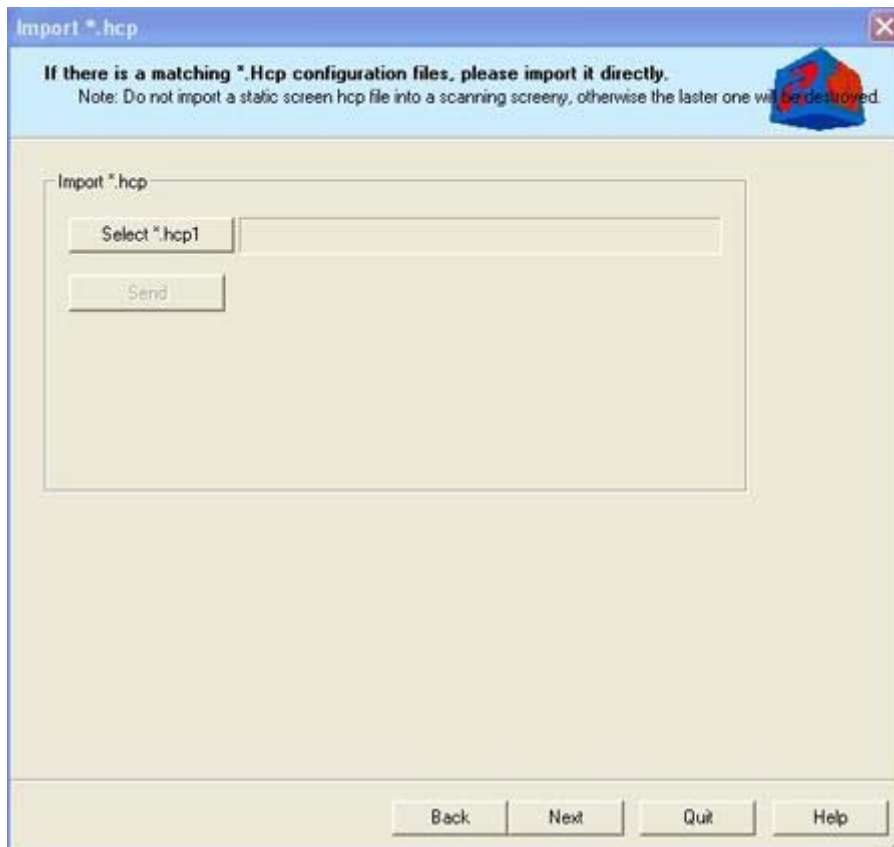 Import *.hcp
If there is a matching *.Hcp configuration files, please import it directly.
Note: Do not import a static screen hcp file into a scanning screeny, otherwise the laster one will be destroyed.
Import *.hcp
Select *.hcp1
Send
Back Next Quit Help